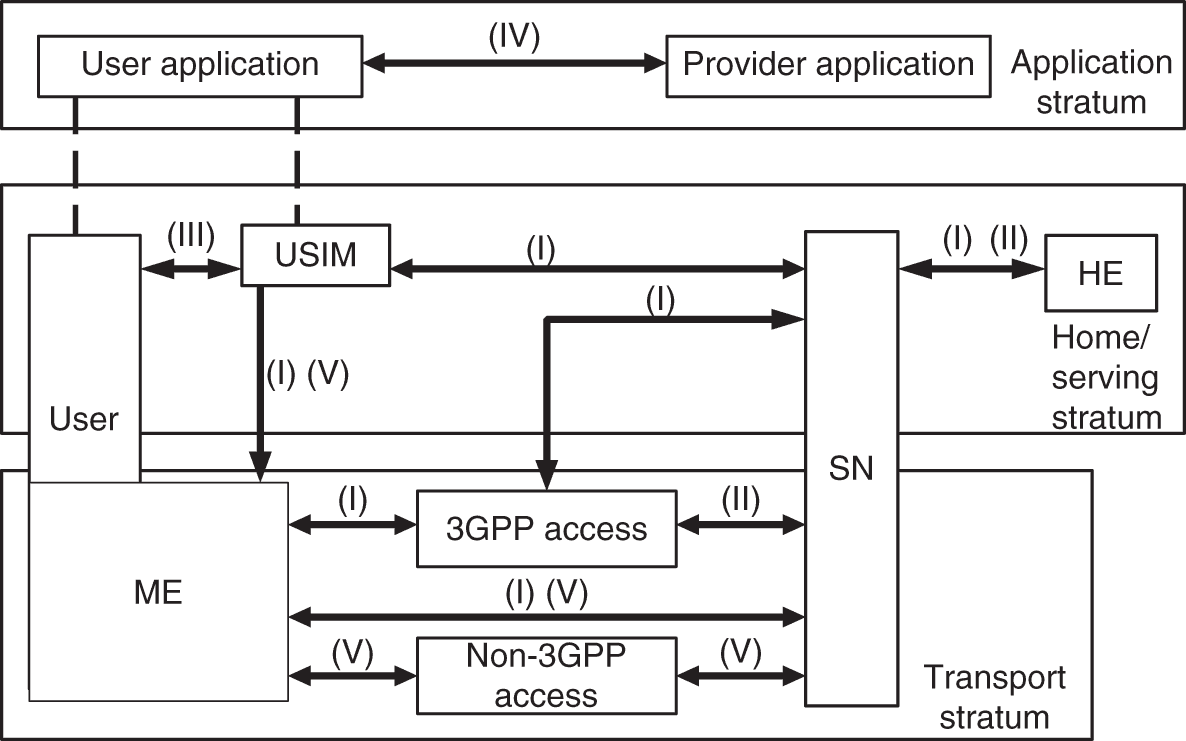 (IV)
User application
Provider application
Application
stratum
(III)
USIM
(I)
(I) (II)
HE
(I)
(I) (V)
Home/
serving
stratum
User
SN
(I)
3GPP access
(II)
ME
(I) (V)
(V)
Non-3GPP
access
(V)
Transport
stratum